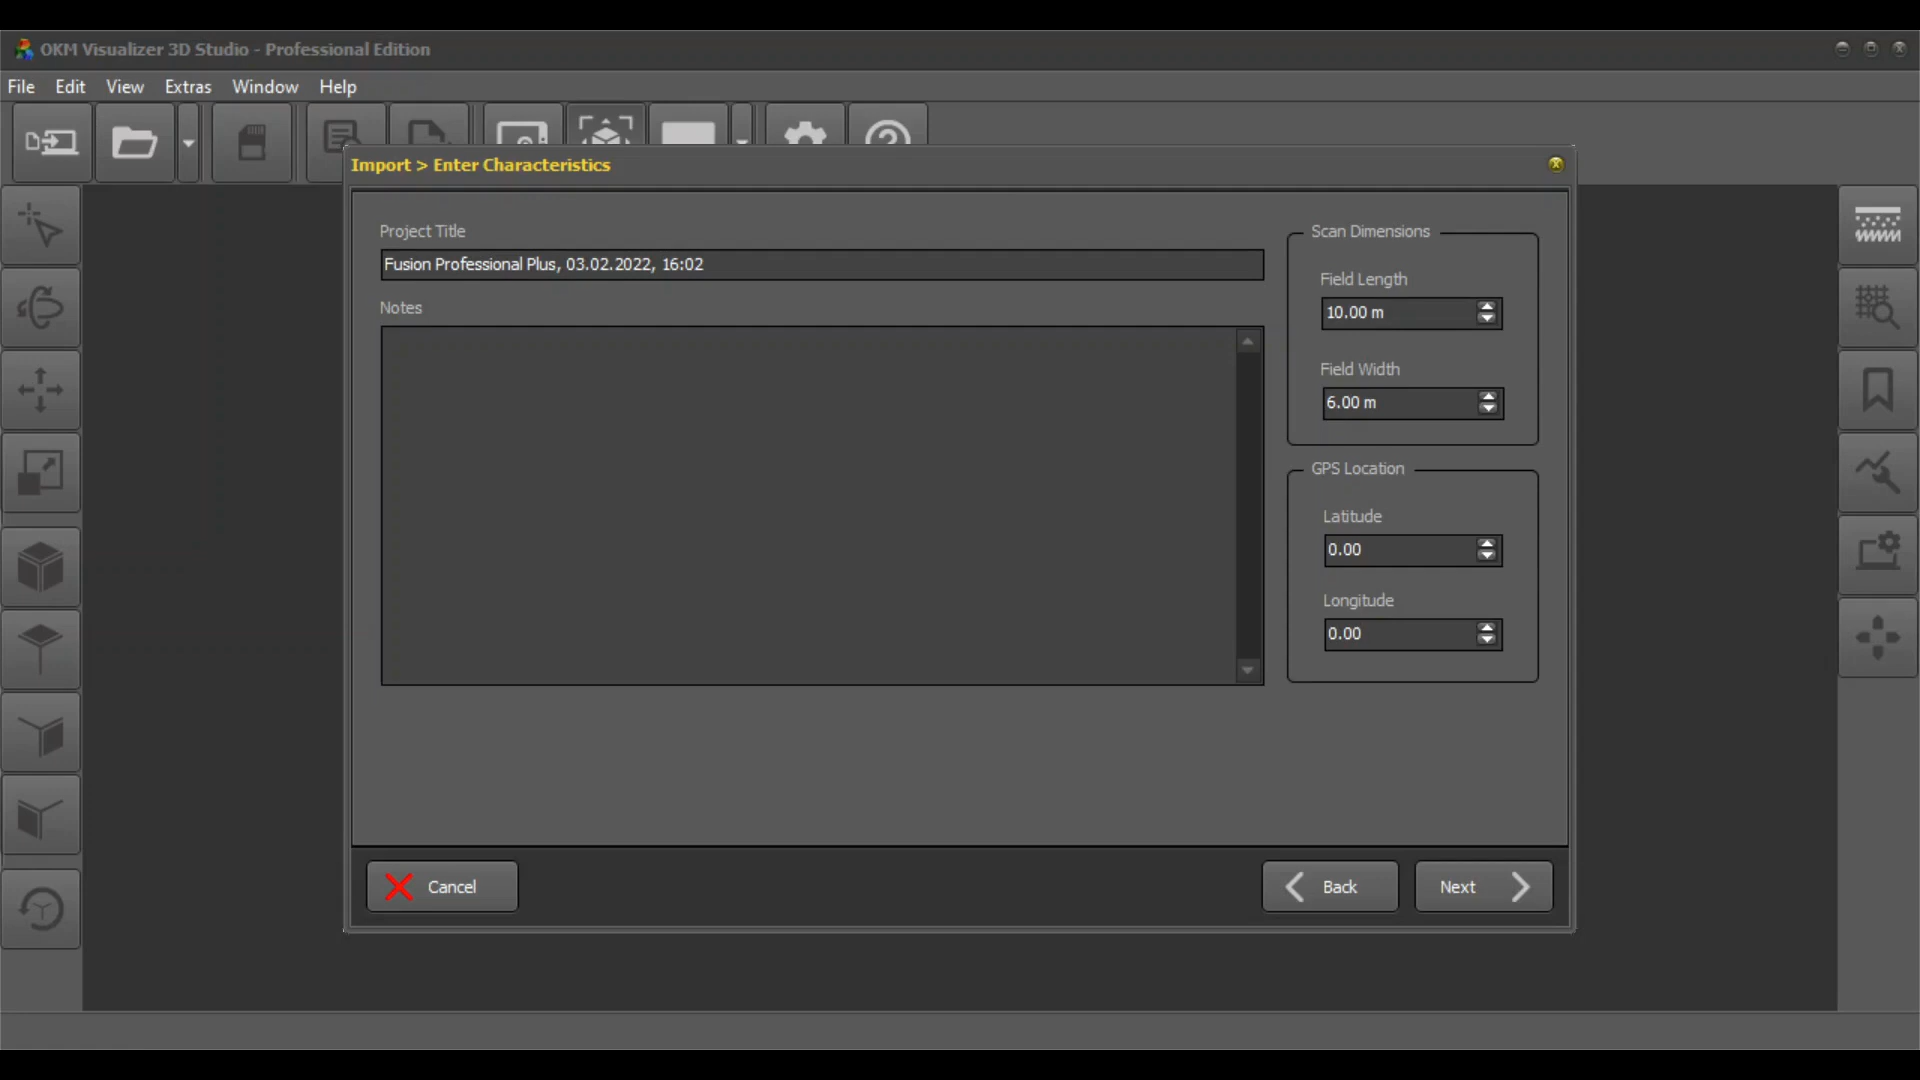 OKM Visualizer 3D Studio - Professional Edition
File Edit View Extras Window Help
Import > Enter Characteristics
Project Title
Fusion Professional Plus, 03.02.2022, 16:02
Notes
Scan Dimensions
Field Length
10.00 m
Field Width
6.00 m
GPS Location
Latitude
0.00
Longitude
0.00
Cancel
Back
Next